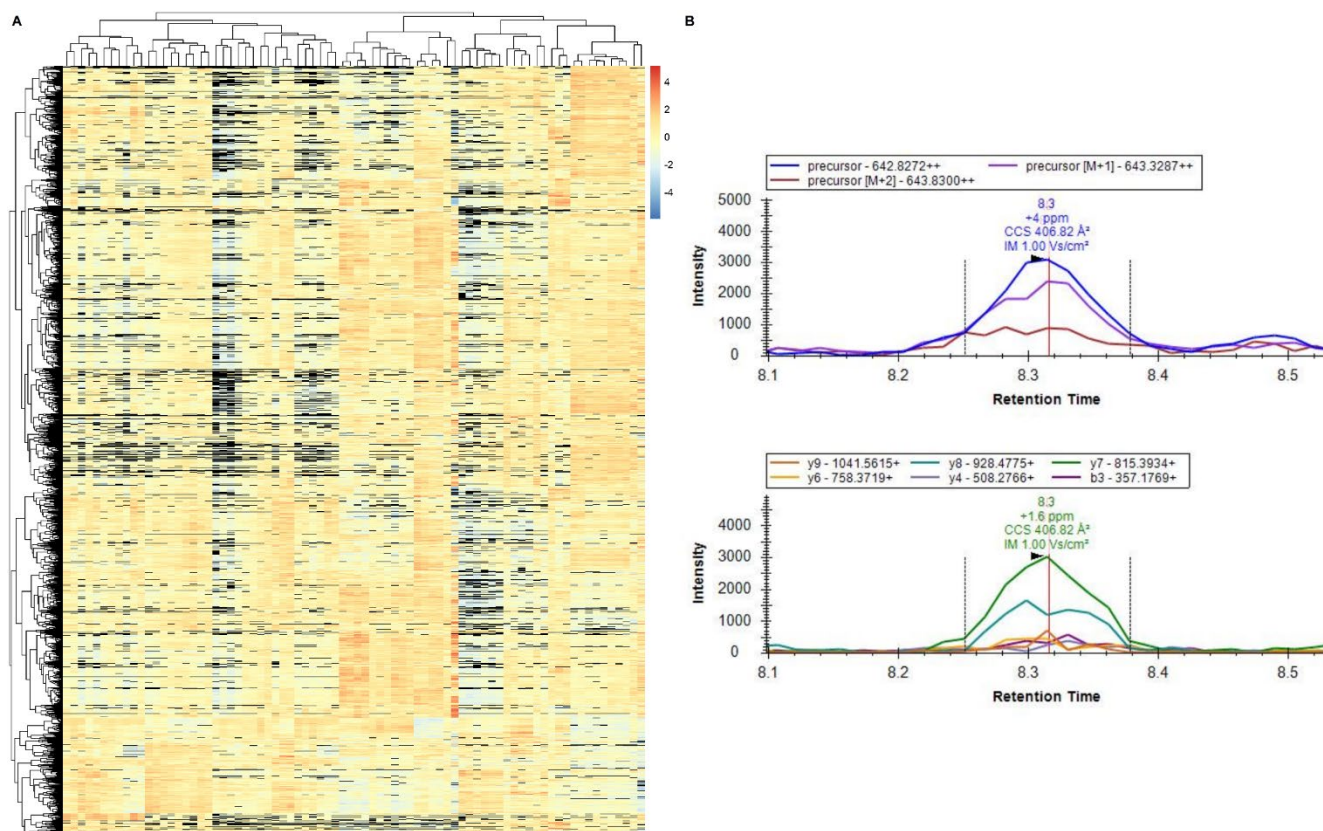 A
B
4
2
0
-2
-4
precursor - 642.8272++ precursor [M+1] - 643.3287++
precursor [M+2] - 643.8300++
5000
4000
3000
2000
1000
0
Intensity
8.3
+4 ppm
CCS 406.82 Å²
IM 1.00 Vs/cm²
8.1 8.2 8.3 8.4 8.5
Retention Time
y9 - 1041.5615+ y8 - 928.4775+ y7 - 815.3934+
y6 - 758.3719+ y4 - 508.2766+ b3 - 357.1769+
4000
3000
2000
1000
0
Intensity
8.3
+1.6 ppm
CCS 406.82 Å²
IM 1.00 Vs/cm²
8.1 8.2 8.3 8.4 8.5
Retention Time